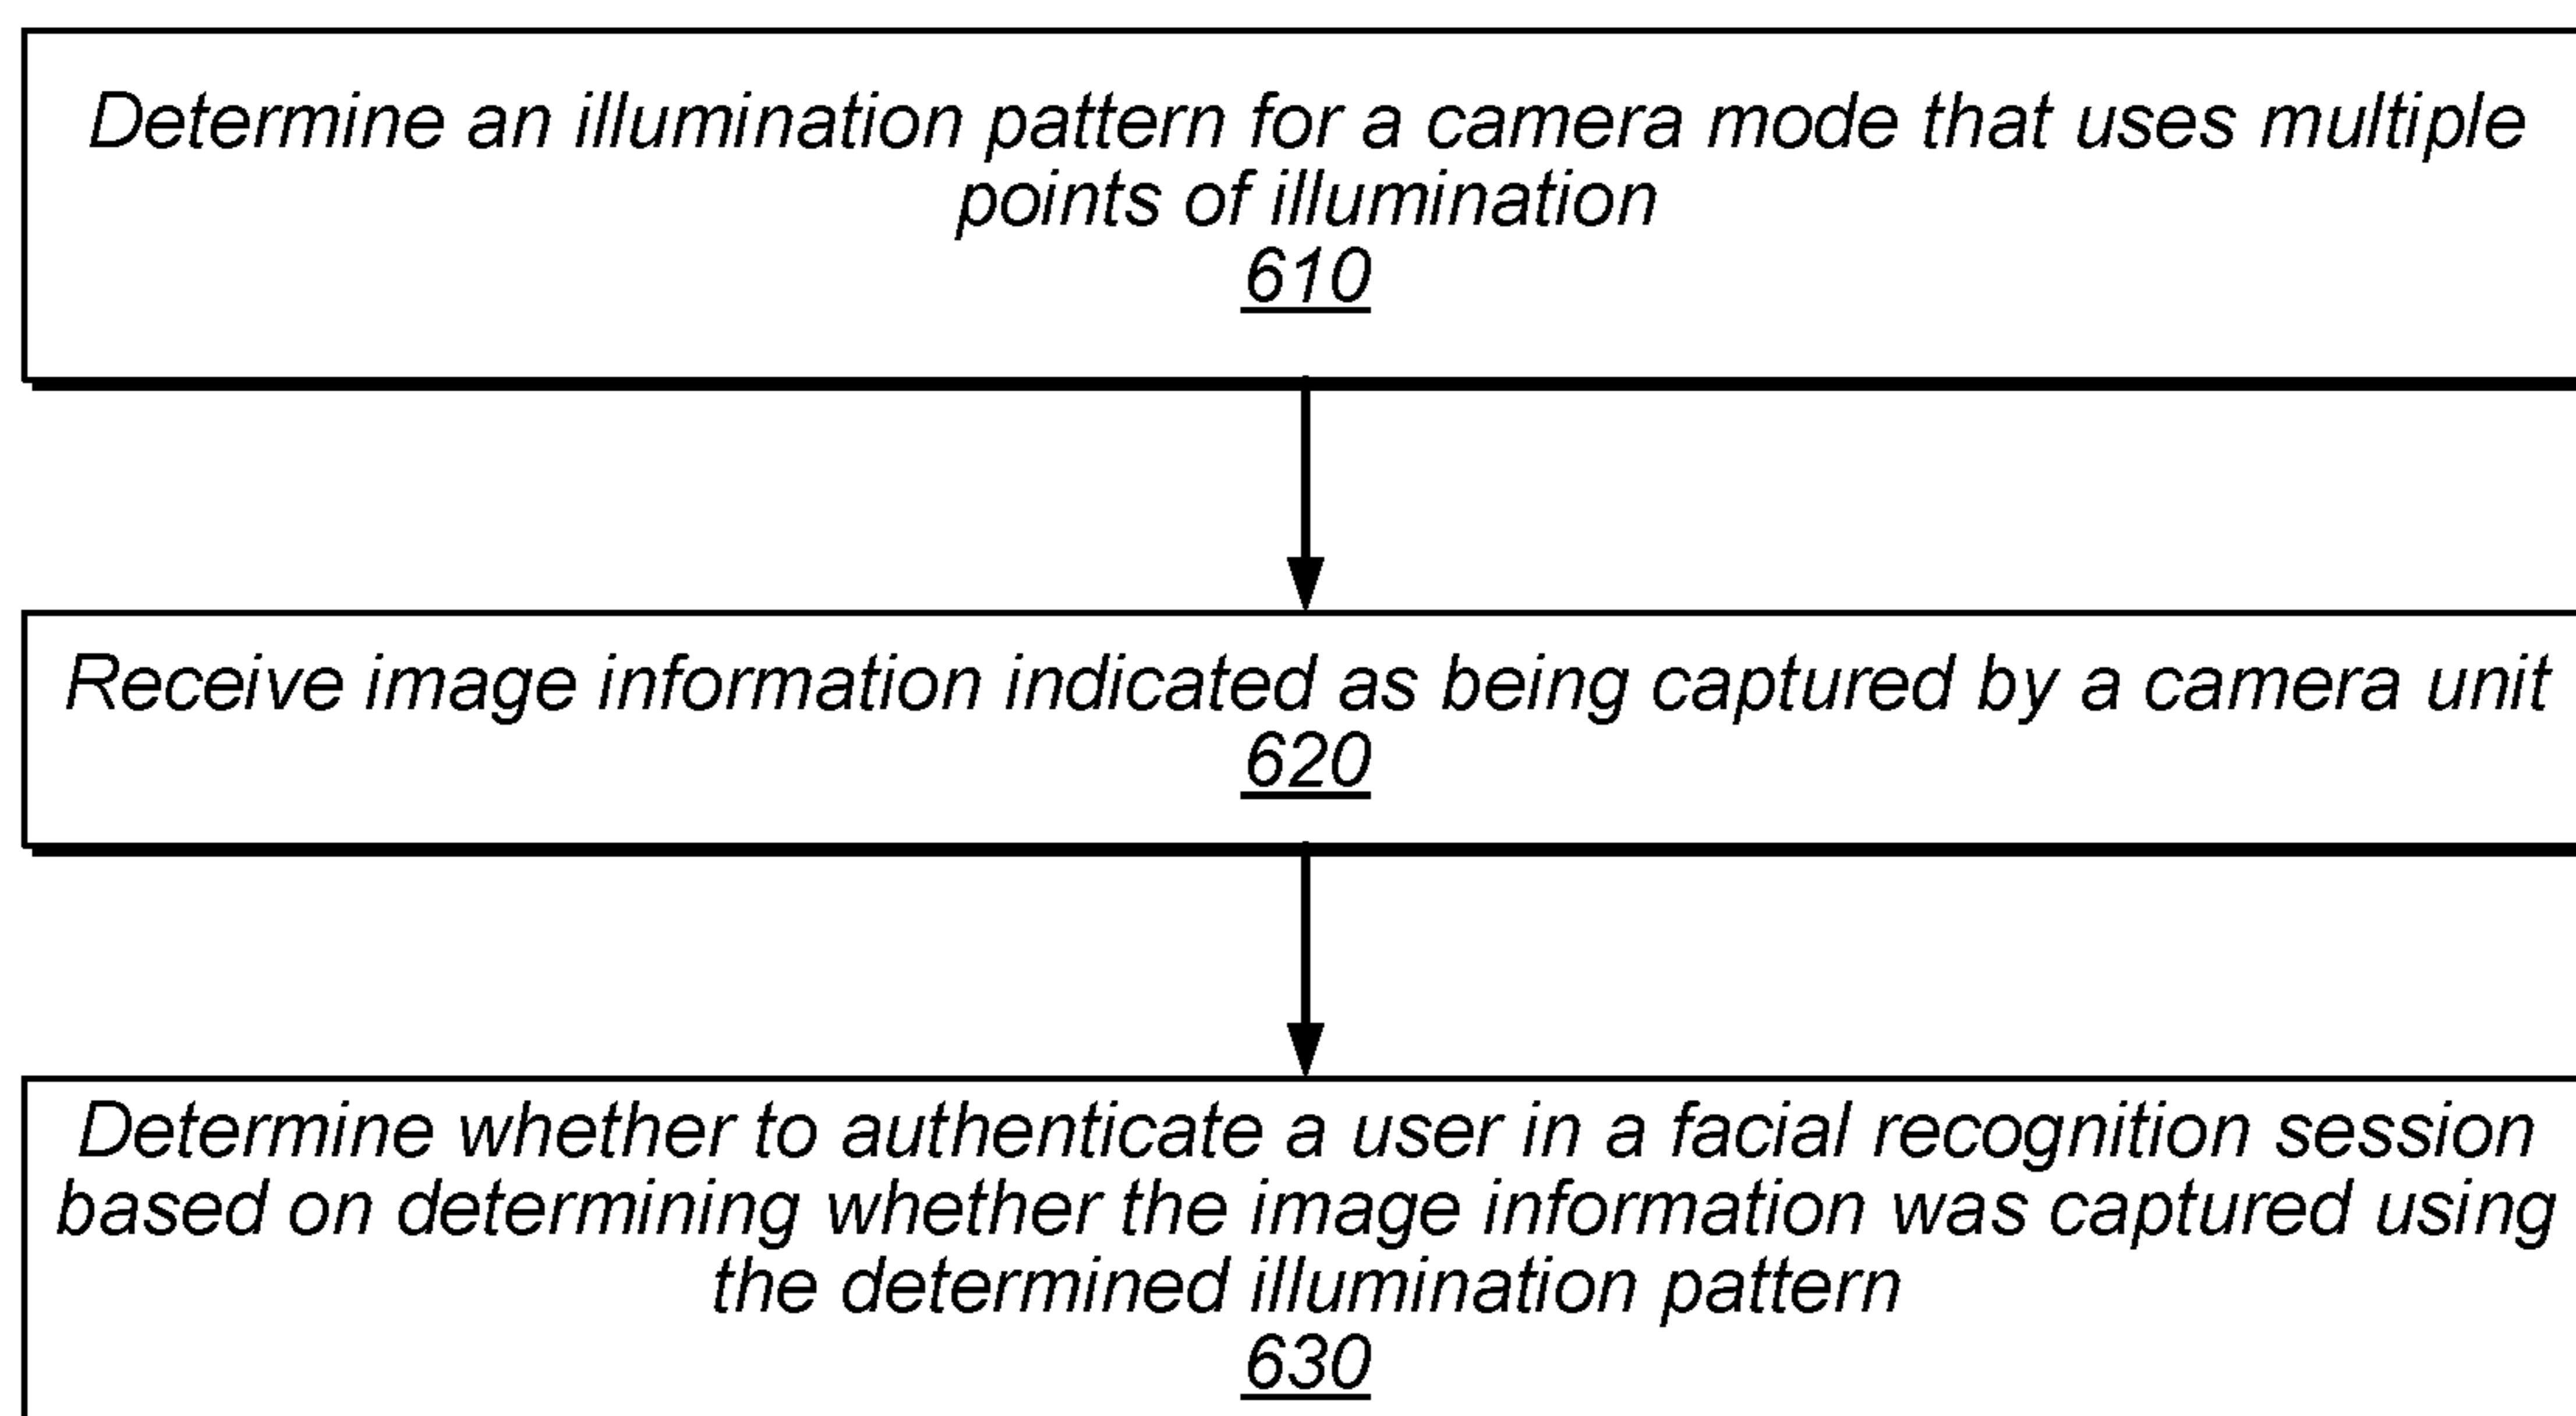 Determine an illumination pattern for a camera mode that uses multiple
points of illumination
610
Receive image information indicated as being captured by a camera unit
620
Determine whether to authenticate a user in a facial recognition session
based on determining whether the image information was captured using
the determined illumination pattern
630